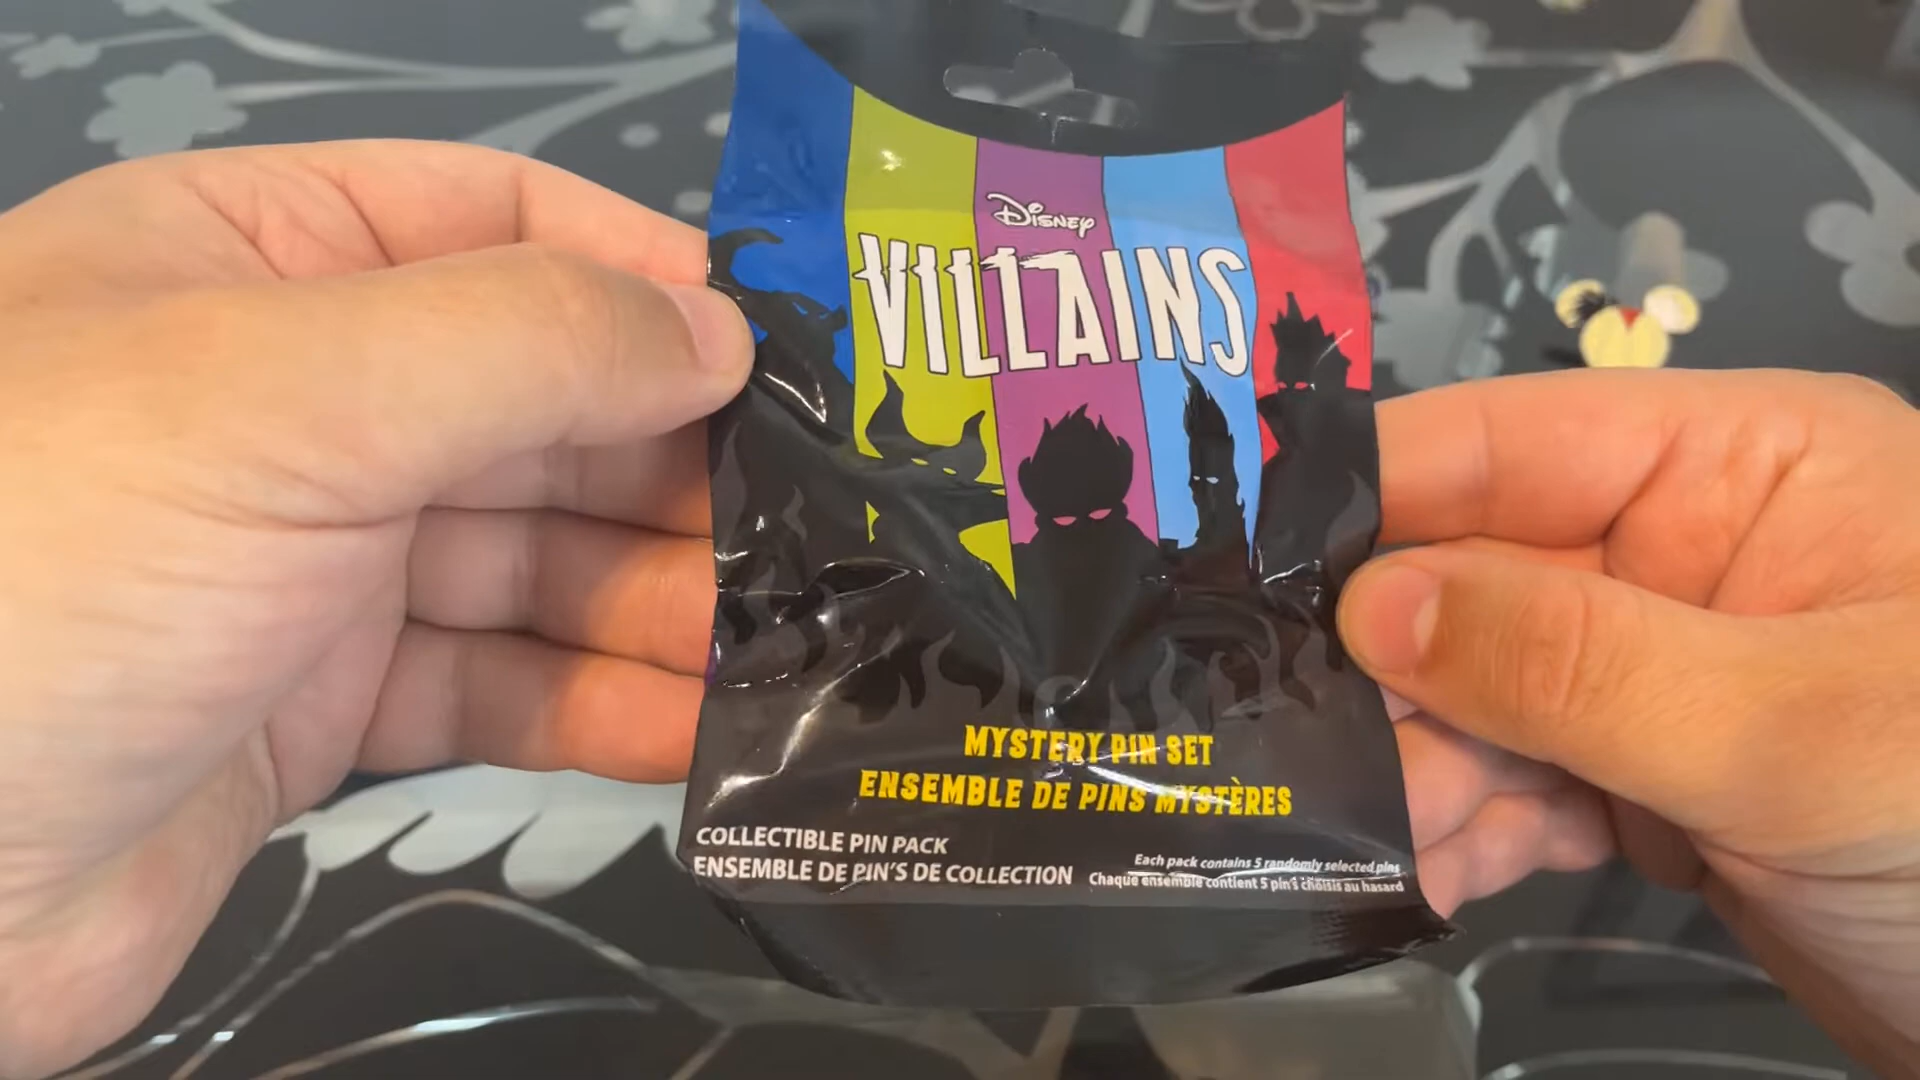 Disney
VILLAINS
MYSTERY PIN SET
ENSEMBLE DE PINS MYSTÈRES
COLLECTIBLE PIN PACK
ENSEMBLE DE PIN'S DE COLLECTION
Each pack contains 5 randomly selected pins
Chaque ensemble contient 5 pin's choisis au hasard